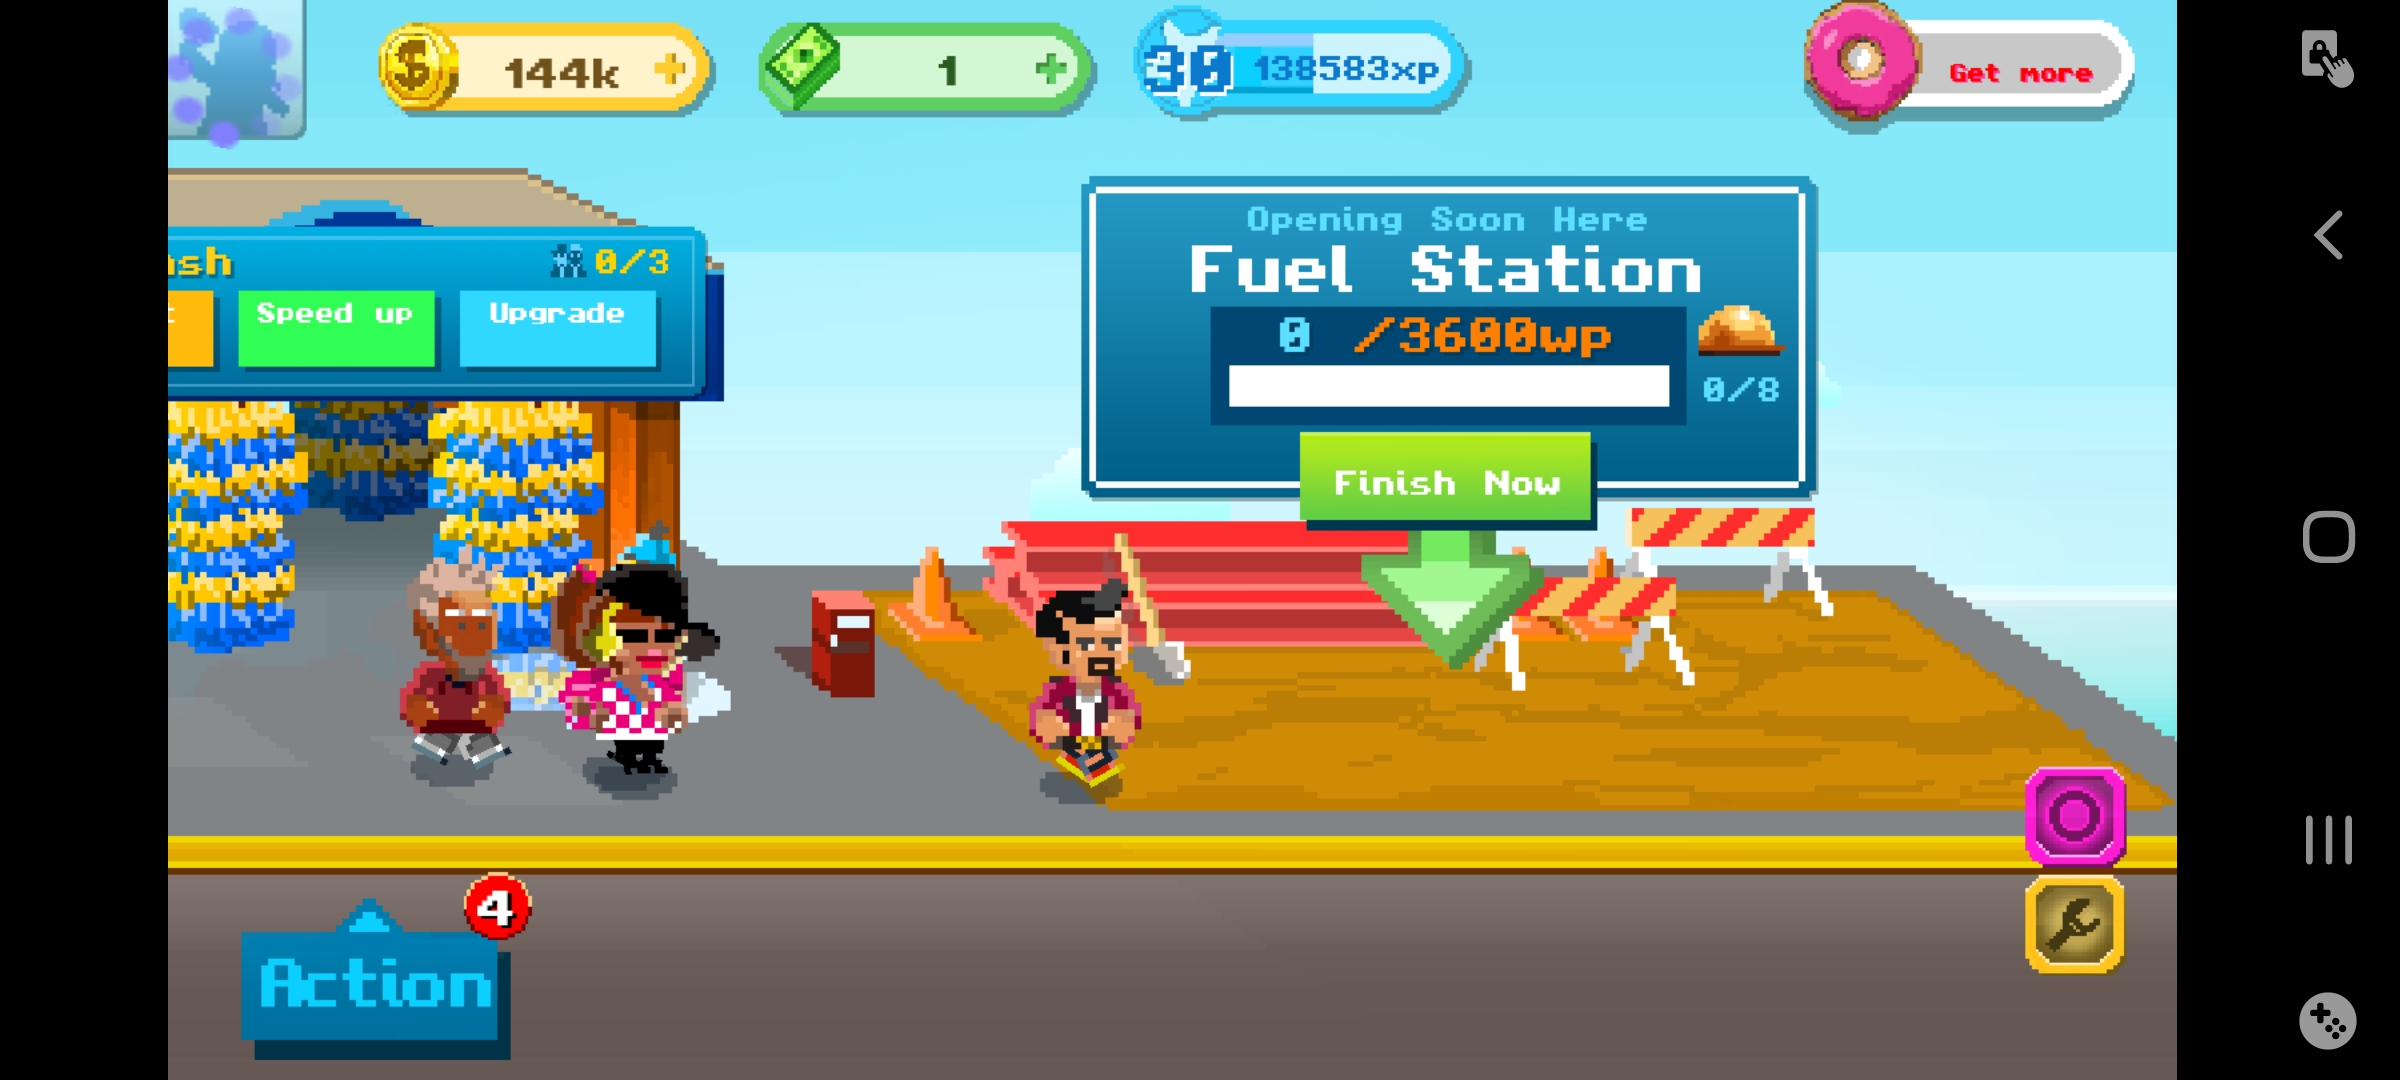 144k
1
30
138583xp
Get more
0/3
Speed up
Upgrade
Opening Soon Here
Fuel Station
0 /3600wp
0/8
Finish Now
4
Action